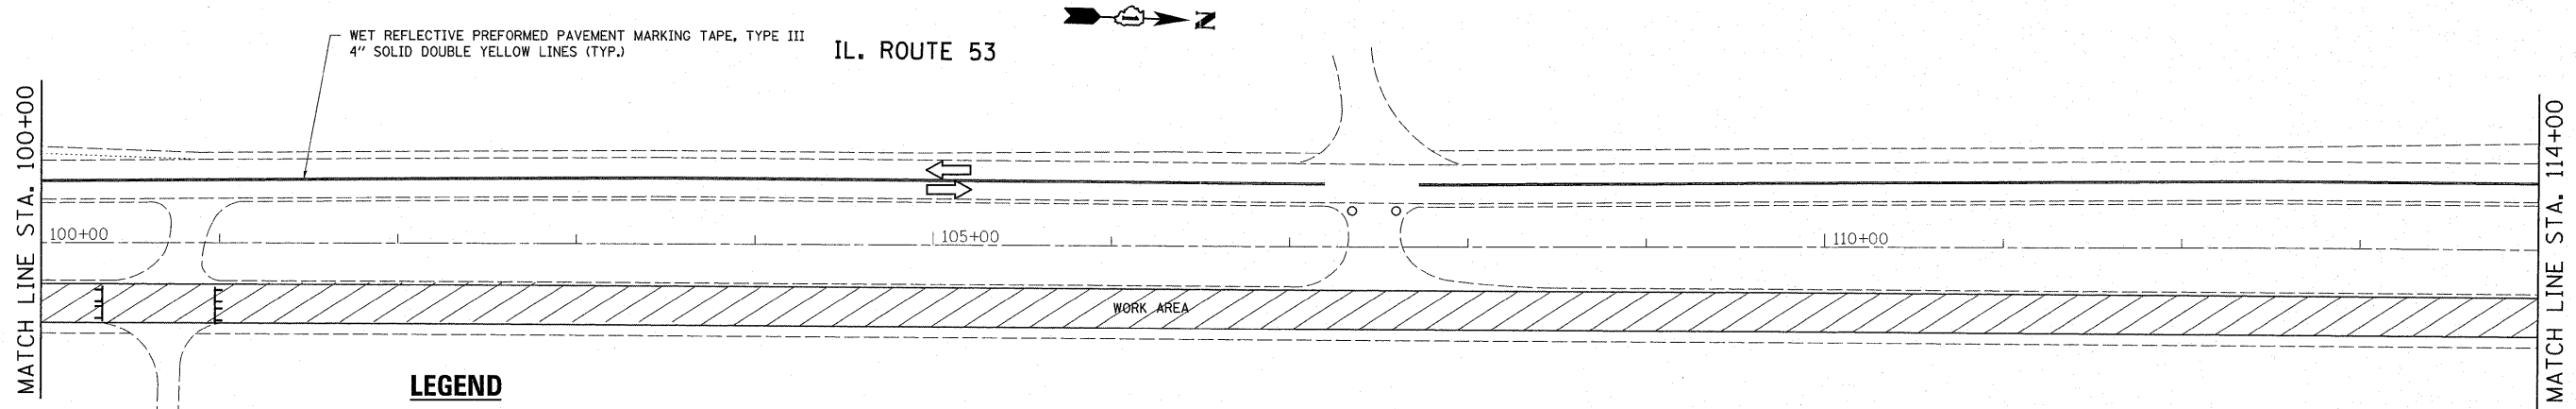 N
WET REFLECTIVE PREFORMED PAVEMENT MARKING TAPE, TYPE III
4" SOLID DOUBLE YELLOW LINES (TYP.)
IL. ROUTE 53
MATCH LINE STA. 100+00
100+00
105+00
110+00
WORK AREA
MATCH LINE STA. 114+00
LEGEND